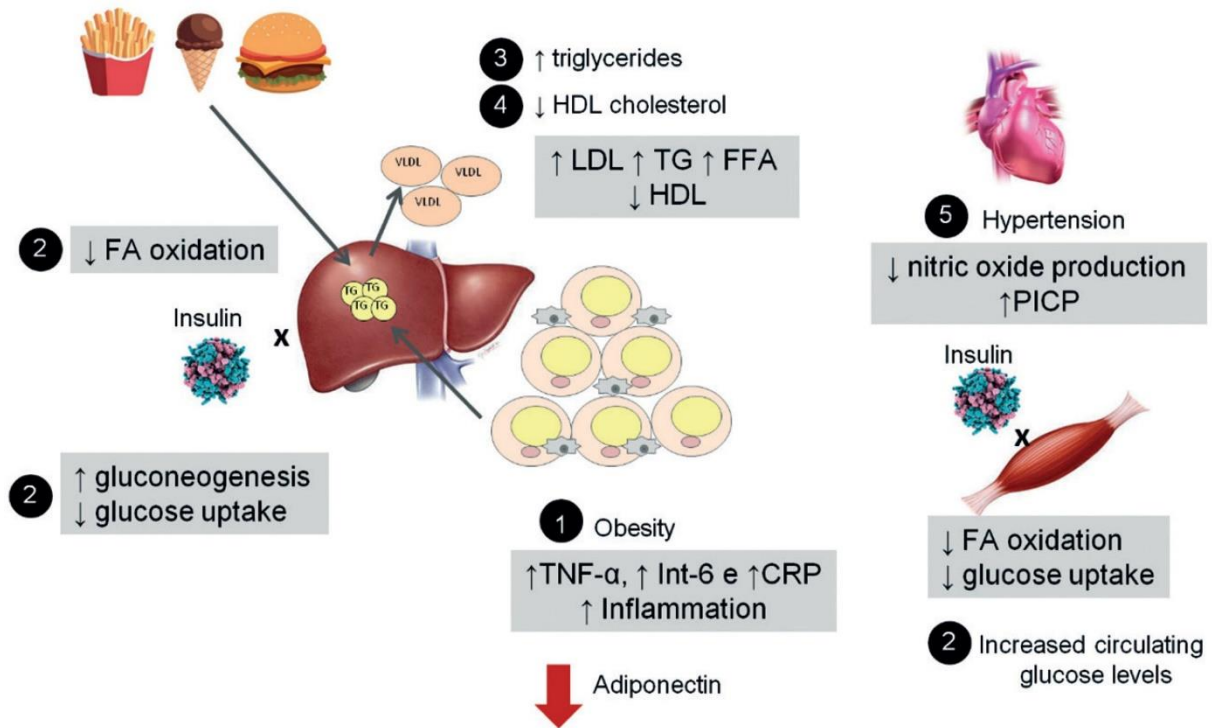 3 ↑ triglycerides
4 ↓ HDL cholesterol
↑ LDL ↑ TG ↑ FFA
↓ HDL
VLDL
VLDL
VLDL
2 ↓ FA oxidation
TG
TG
TG
TG
Insulin
x
2
↑ gluconeogenesis
↓ glucose uptake
1 Obesity
↑TNF-α, ↑ Int-6 e ↑CRP
↑ Inflammation
Adiponectin
5 Hypertension
↓ nitric oxide production
↑PICP
Insulin
x
↓ FA oxidation
↓ glucose uptake
2 Increased circulating
glucose levels